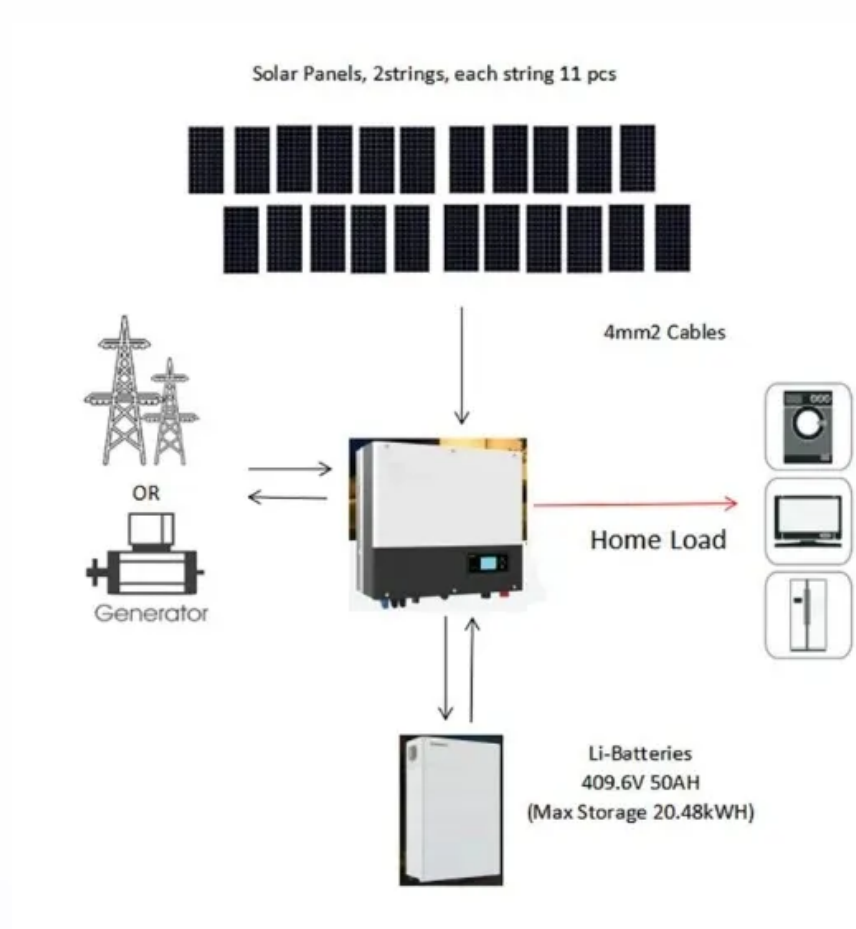 Solar Panels, 2strings, each string 11 pcs
4mm2 Cables
OR
Generator
Home Load
Li-Batteries
409.6V 50AH
(Max Storage 20.48kWH)